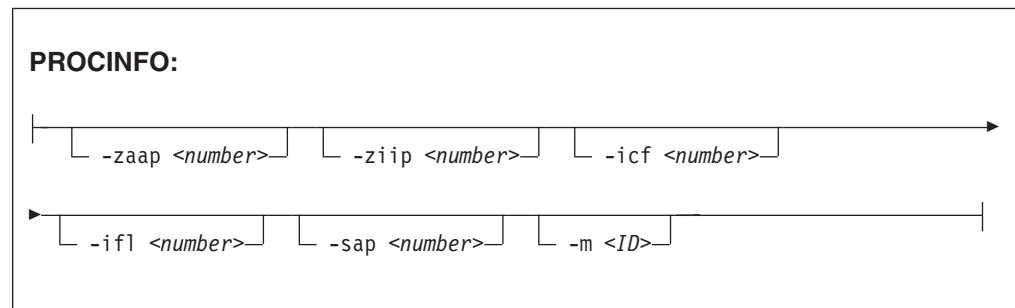 PROCINFO:
-zaap <number> -ziip <number> -icf <number>
-ifl <number> -sap <number> -m <ID>